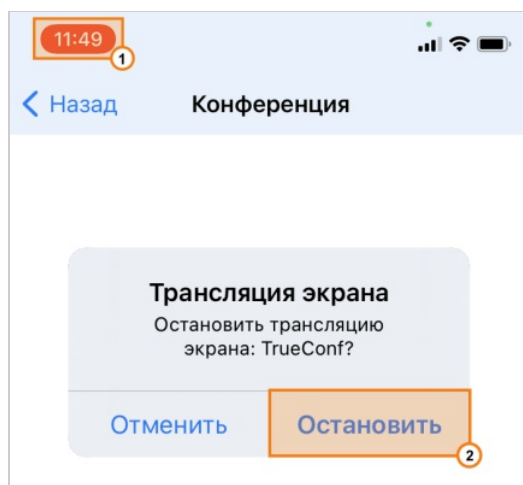 11:49
1
Назад Конференция
Трансляция экрана
Остановить трансляцию
экрана: TrueConf?
Отменить Остановить
2